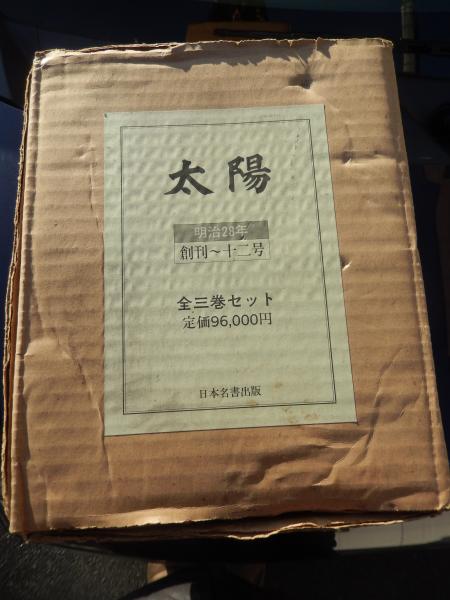 太陽
明治28年
創刊〜十二号
全三巻セット
定価96,000円
日本名書出版